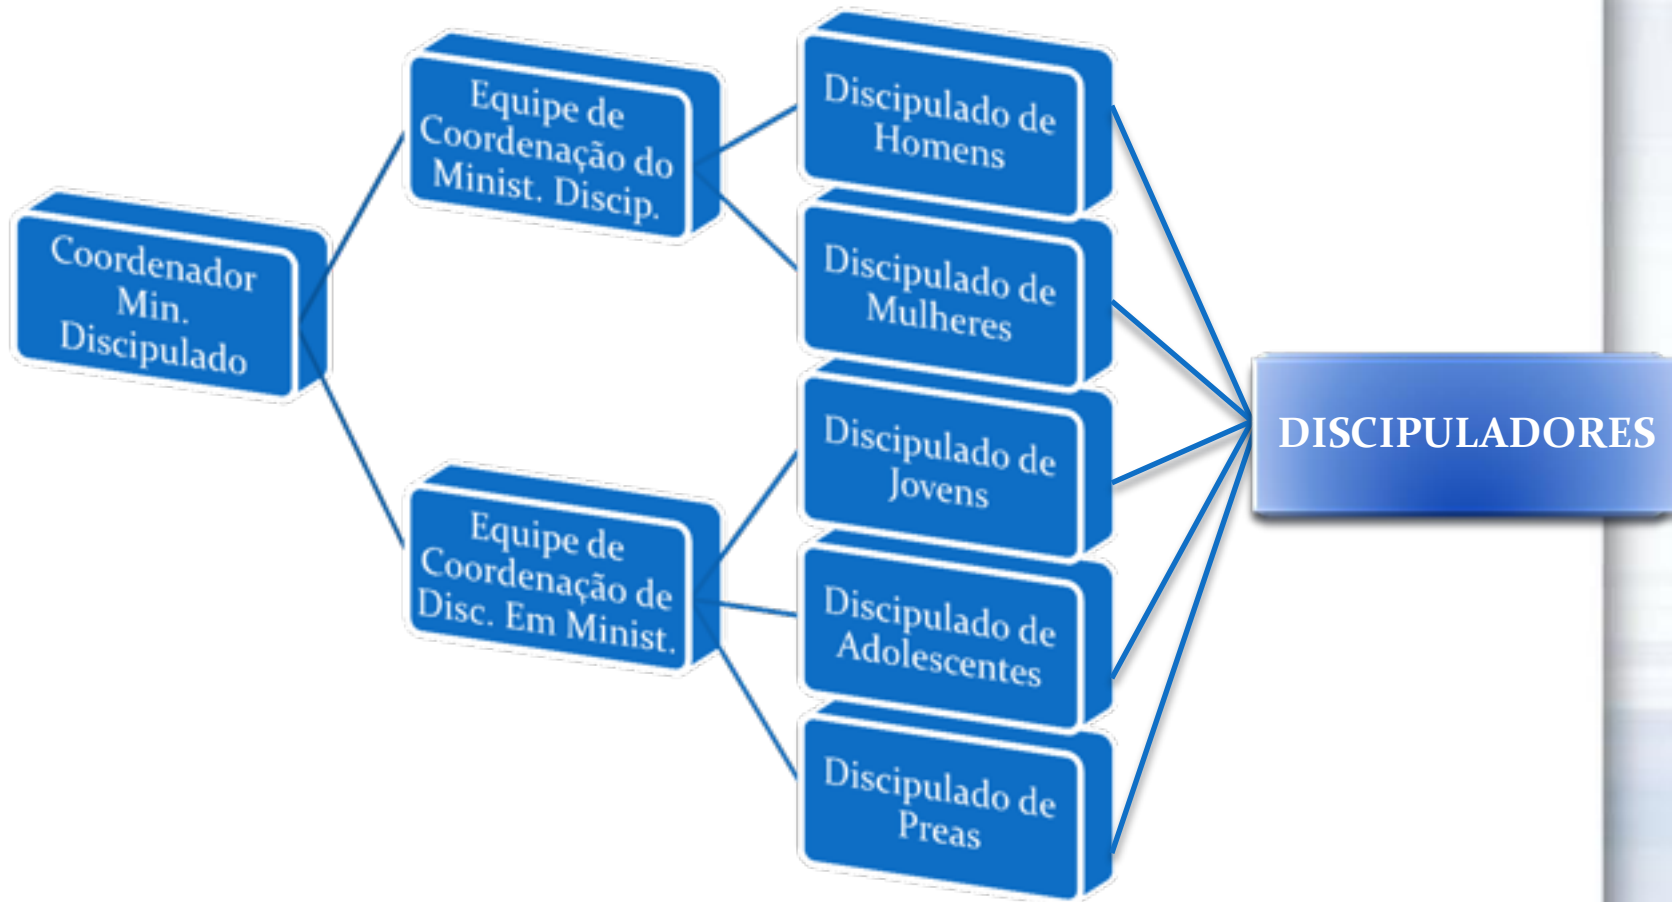 Coordenador
Min.
Discipulado
Equipe de
Coordenação do
Minist. Discip.
Equipe de
Coordenação de
Disc. Em Minist.
Discipulado de
Homens
Discipulado de
Mulheres
Discipulado de
Jovens
Discipulado de
Adolescentes
Discipulado de
Preas
DISCIPULADORES